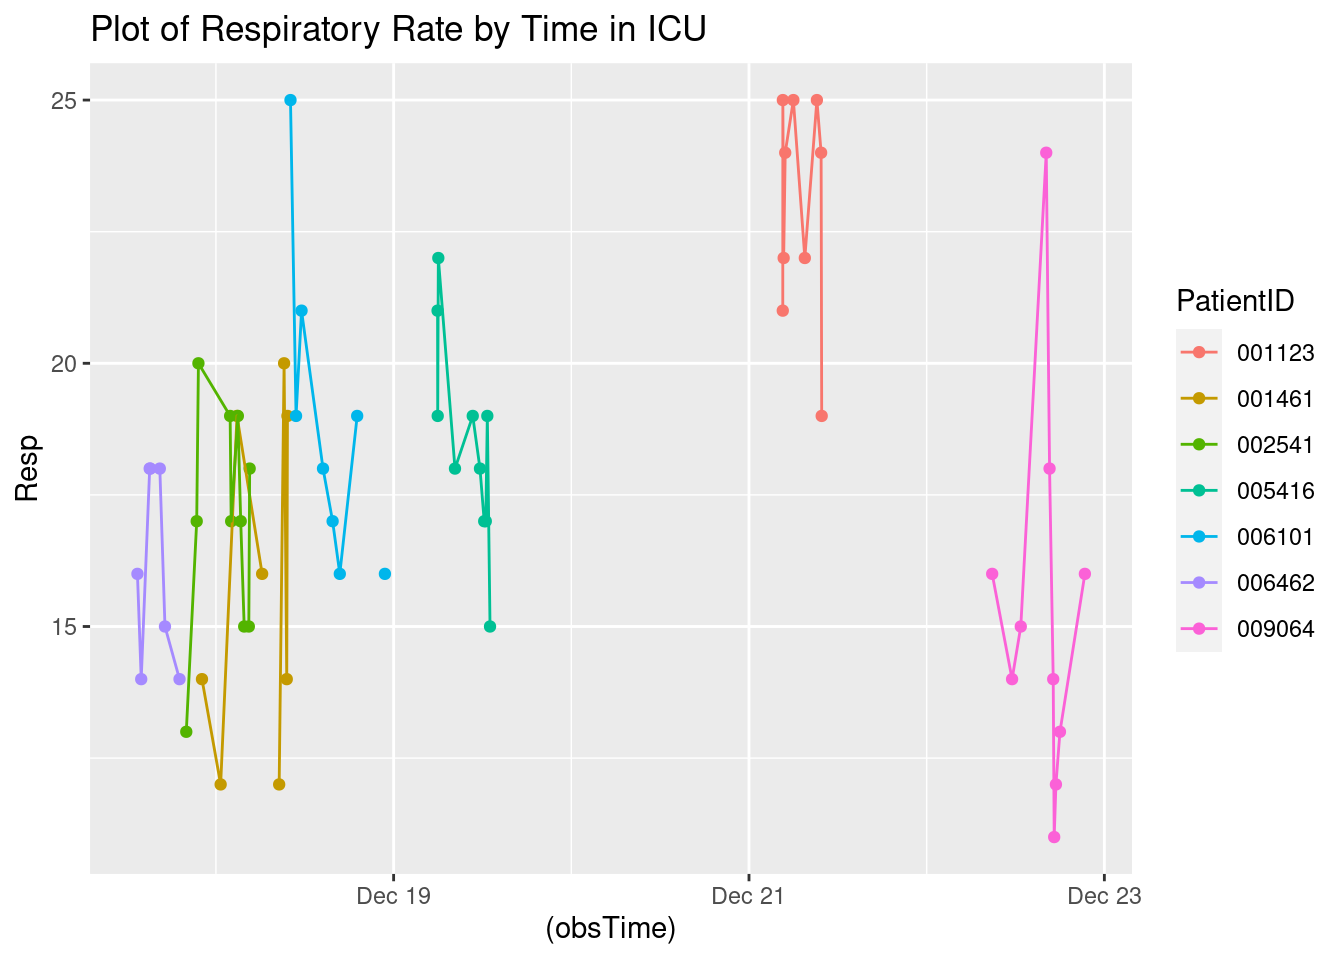 Plot of Respiratory Rate by Time in ICU
25
20
15
Resp
Dec 19
Dec 21
Dec 23
(obsTime)
PatientID
001123
001461
002541
005416
006101
006462
009064